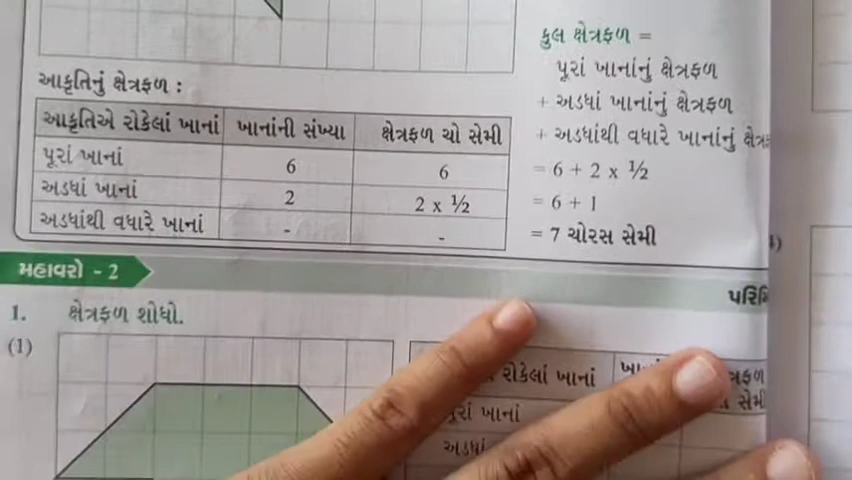 આકૃતિનું ક્ષેત્રફળ :
આકૃતિએ રોકેલાં ખાનાં ખાનાંની સંખ્યા ક્ષેત્રફળ ચો સેમી
પૂરાં ખાનાં 6 6
અડધાં ખાનાં 2 2 x ½
અડધાંથી વધારે ખાનાં - -
કુલ ક્ષેત્રફળ =
પૂરાં ખાનાંનું ક્ષેત્રફળ
+ અડધાં ખાનાંનું ક્ષેત્રફળ
+ અડધાંથી વધારે ખાનાંનું
= 6 + 2 x ½
= 6 + 1
= 7 ચોરસ સેમી
મહાવરો - 2
1. ક્ષેત્રફળ શોધો.
(1)
રોકેલાં ખાનાં
પૂરાં ખાનાં
અડધાં
સેમી